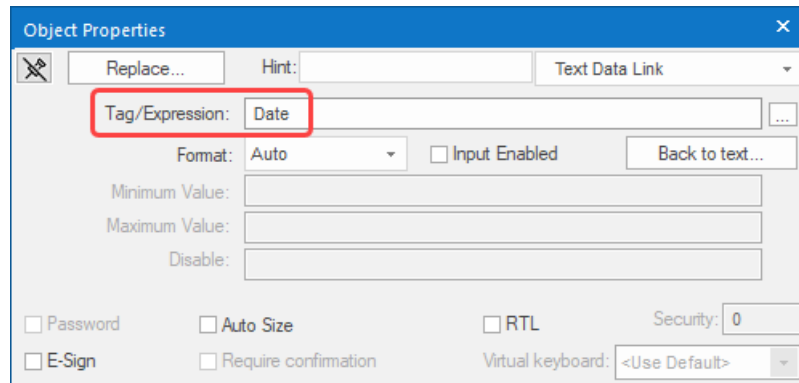 Object Properties
Replace... Hint: Text Data Link
Tag/Expression: Date ...
Format: Auto Input Enabled Back to text...
Minimum Value:
Maximum Value:
Disable:
Password Auto Size RTL Security: 0
E-Sign Require confirmation Virtual keyboard: <Use Default>